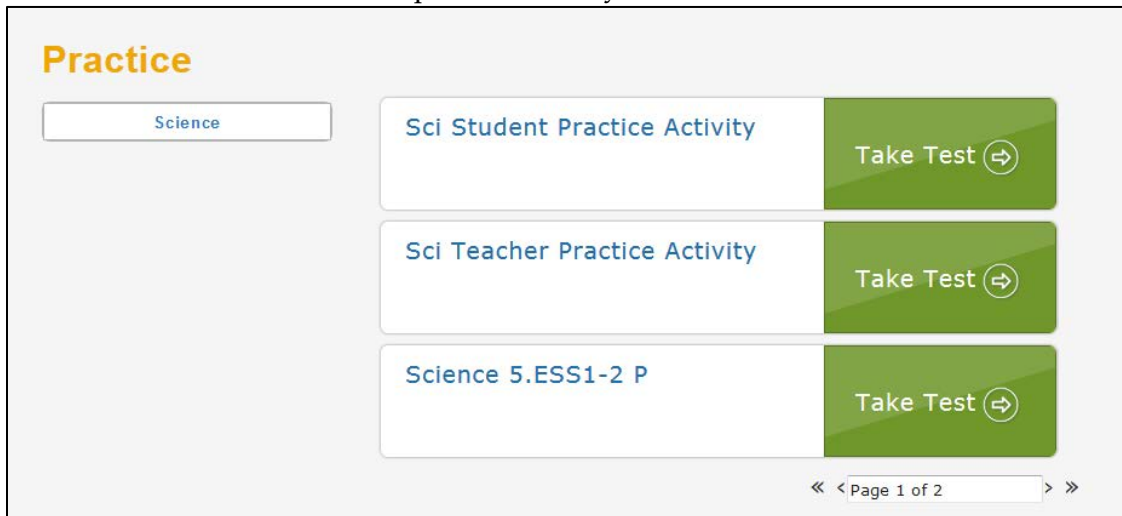 Practice
Science
Sci Student Practice Activity
Take Test
Sci Teacher Practice Activity
Take Test
Science 5.ESS1-2 P
Take Test
« < Page 1 of 2 > »